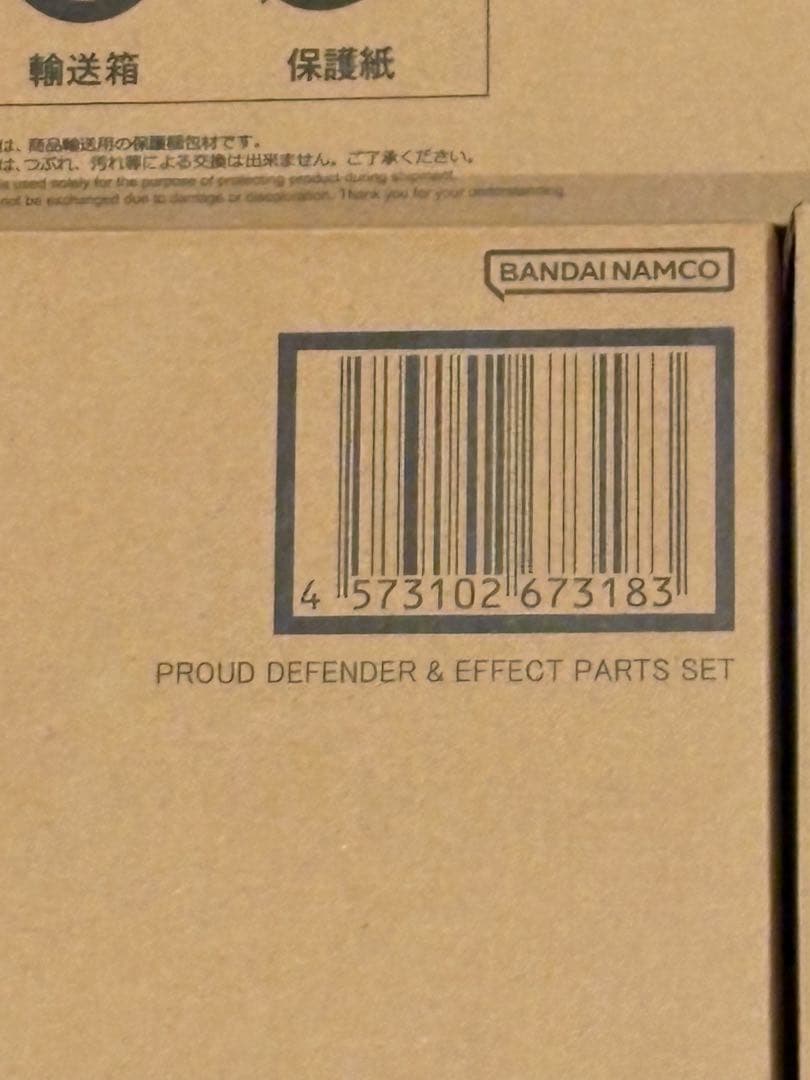 輸送箱 保護紙
は、商品輸送用の保護梱包材です。
は、つぶれ、汚れ等による交換は出来ません。ご了承ください。
is used solely for the purpose of protecting product during shipment.
not be exchanged due to damage or discoloration. Thank you for your understanding.
BANDAI NAMCO
4 573102 673183
PROUD DEFENDER & EFFECT PARTS SET